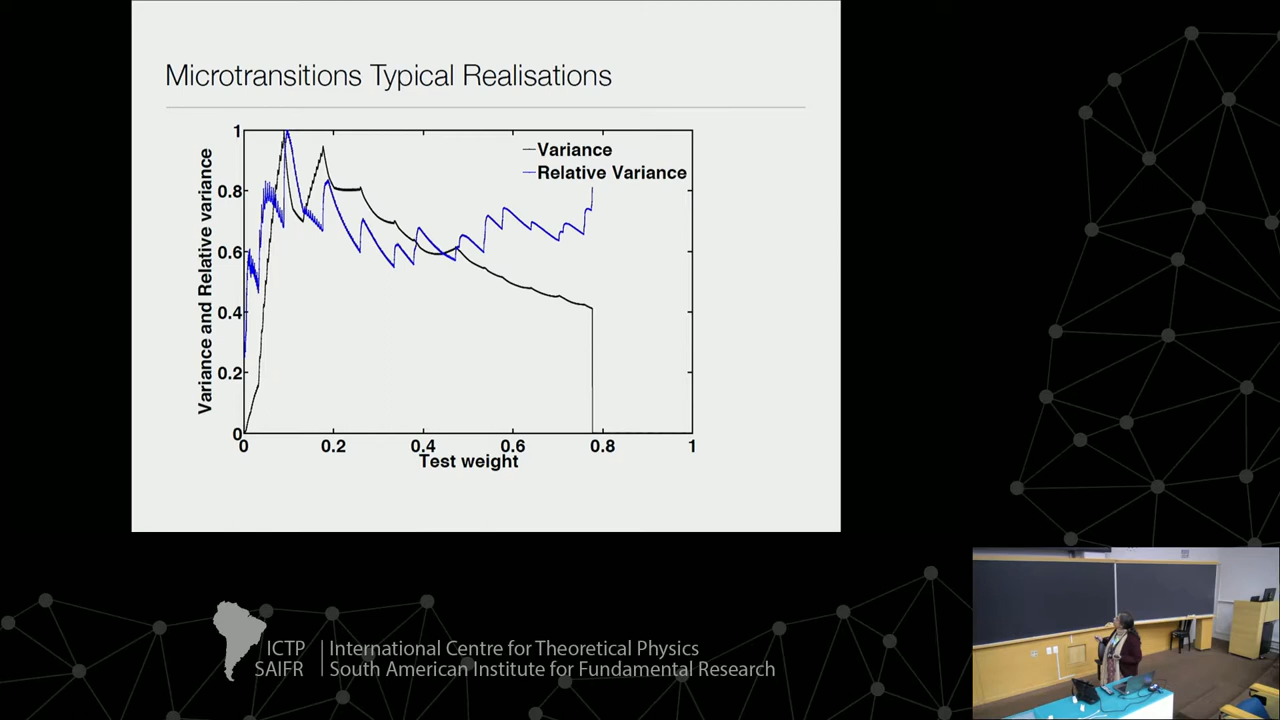 Microtransitions Typical Realisations
Variance and Relative variance
1
0.8
0.6
0.4
0.2
0
Variance
Relative Variance
0 0.2 0.4 0.6 0.8 1
Test weight
ICTP
SAIFR
International Centre for Theoretical Physics
South American Institute for Fundamental Research